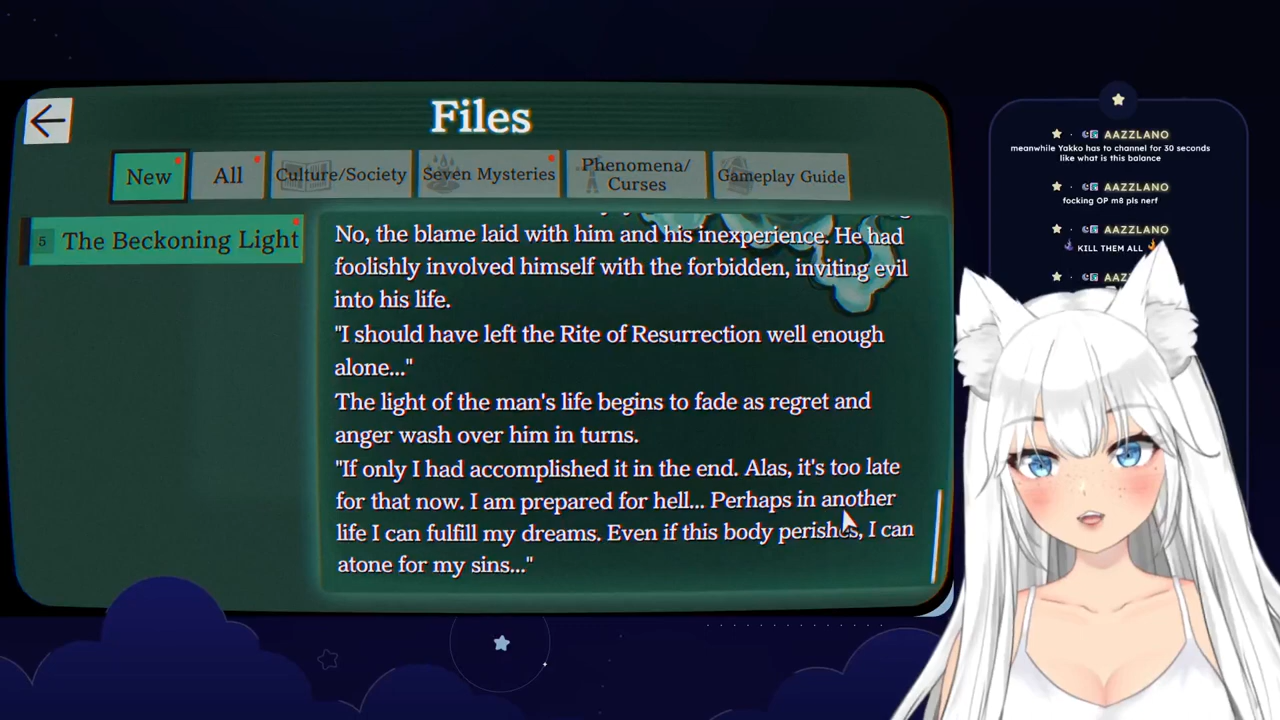 Files
New
All
Culture/Society
Seven Mysteries
Phenomena/
Curses
Gameplay Guide
5 The Beckoning Light
No, the blame laid with him and his inexperience. He had
foolishly involved himself with the forbidden, inviting evil
into his life.
"I should have left the Rite of Resurrection well enough
alone..."
The light of the man's life begins to fade as regret and
anger wash over him in turns.
"If only I had accomplished it in the end. Alas, it's too late
for that now. I am prepared for hell... Perhaps in another
life I can fulfill my dreams. Even if this body perishes, I can
atone for my sins..."
AAZZLANO
meanwhile Yakko has to channel for 30 seconds
like what is this balance
AAZZLANO
focking OP m8 pls nerf
AAZZLANO
KILL THEM ALL